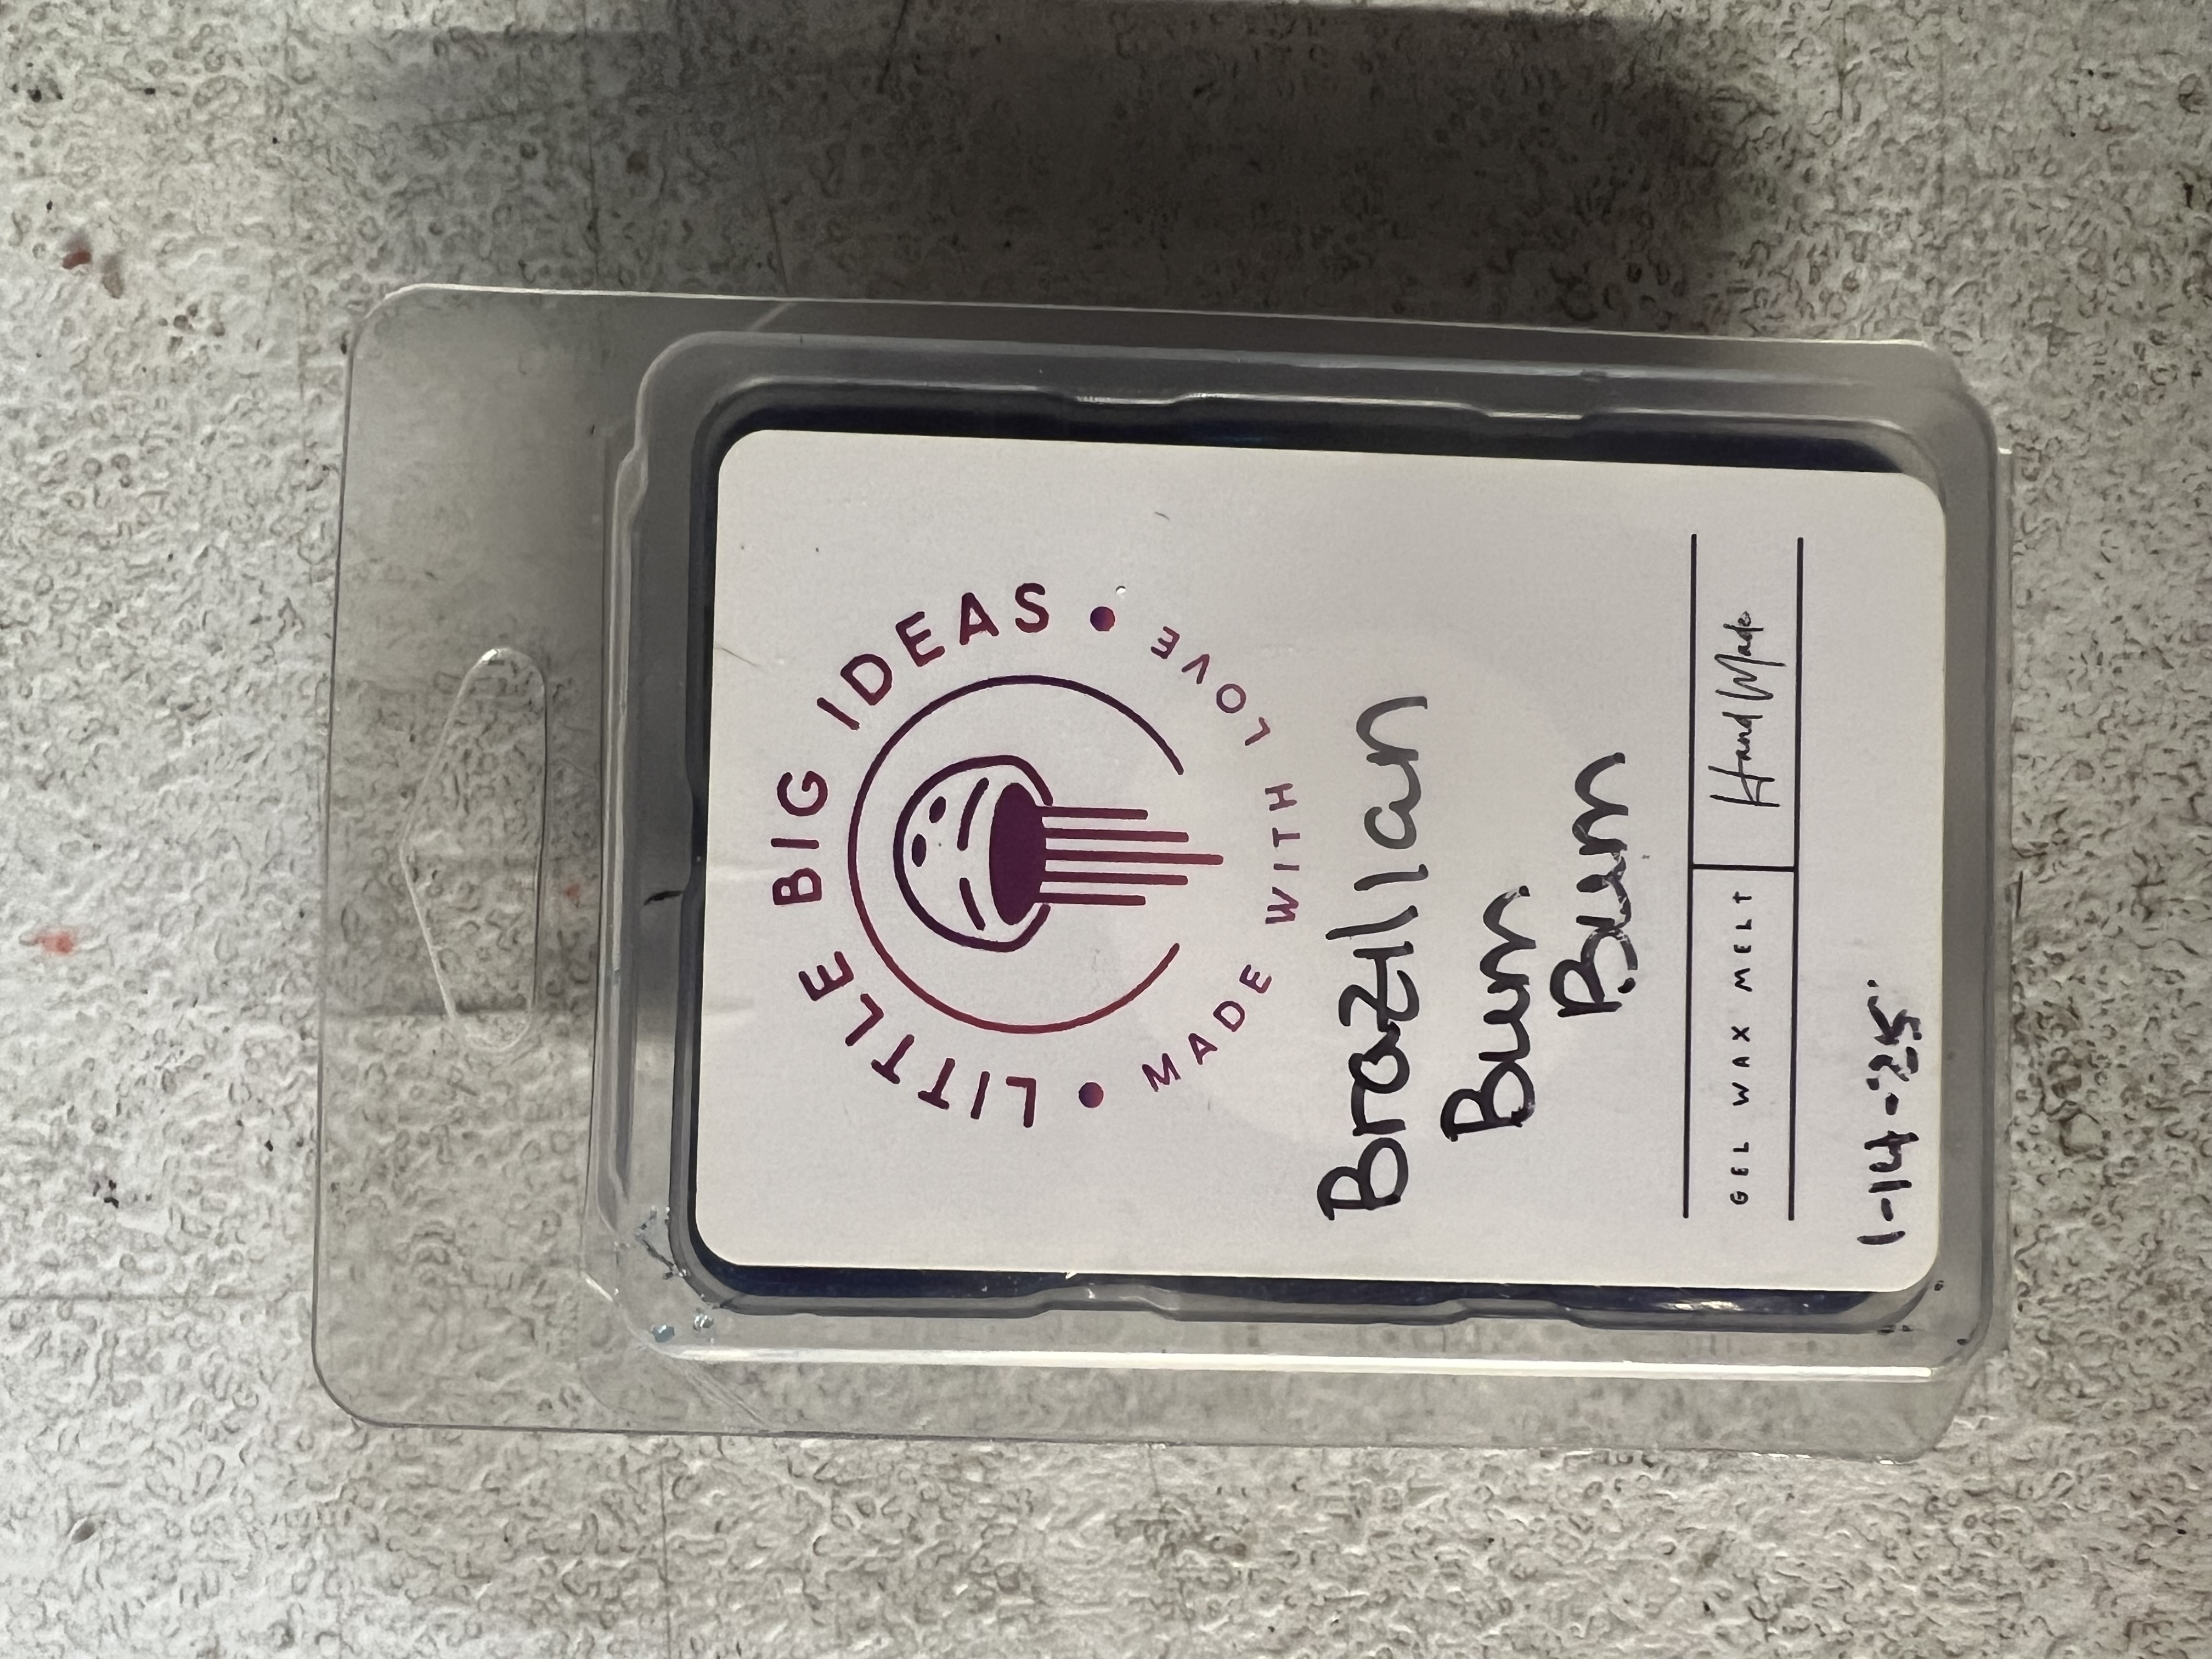 • LITTLE BIG IDEAS •
MADE WITH LOVE
Brazilian
Bum
Bum
GEL WAX MELT Hand Made
1-14-25